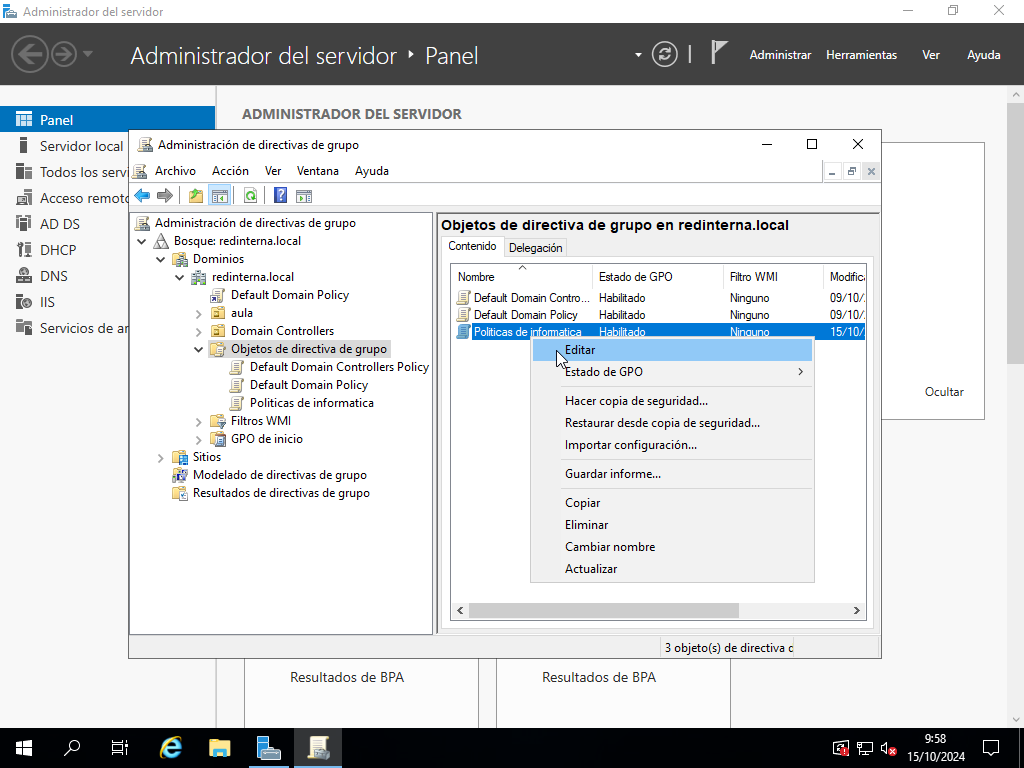 Administrador del servidor
Administrador del servidor
Panel
Administrar
Herramientas
Ver
Ayuda
Panel
Servidor local
Todos los servi
Acceso remoto
AD DS
DHCP
DNS
IIS
Servicios de ar
ADMINISTRADOR DEL SERVIDOR
Ocultar
Resultados de BPA
Resultados de BPA
Administración de directivas de grupo
Archivo
Acción
Ver
Ventana
Ayuda
Administración de directivas de grupo
Bosque: redinterna.local
Dominios
redinterna.local
Default Domain Policy
aula
Domain Controllers
Objetos de directiva de grupo
Default Domain Controllers Policy
Default Domain Policy
Politicas de informatica
Filtros WMI
GPO de inicio
Sitios
Modelado de directivas de grupo
Resultados de directivas de grupo
Objetos de directiva de grupo en redinterna.local
Contenido
Delegación
Nombre Estado de GPO Filtro WMI Modifica
Default Domain Contro... Habilitado Ninguno 09/10/
Default Domain Policy Habilitado Ninguno 09/10/
Politicas de informatica Habilitado Ninguno 15/10/
Editar
Estado de GPO
Hacer copia de seguridad...
Restaurar desde copia de seguridad...
Importar configuración...
Guardar informe...
Copiar
Eliminar
Cambiar nombre
Actualizar
3 objeto(s) de directiva d
9:58
15/10/2024